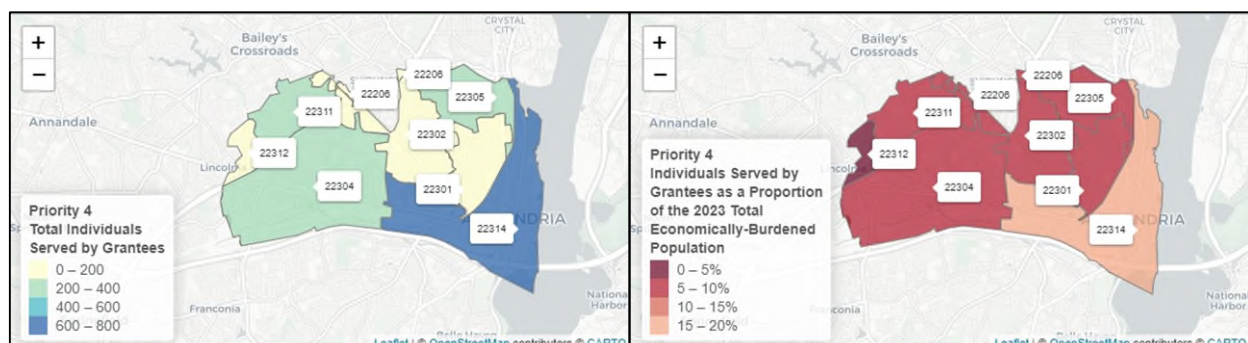 +
−
CRYSTAL
CITY
Bailey's
Crossroads
22206
22206
22305
22311
Annandale
22302
22312
22304
22301
22314
Priority 4
Total Individuals
Served by Grantees
0 – 200
200 – 400
400 – 600
600 – 800
Franconia
National
Harbor
Leaflet | © OpenStreetMap contributors © CARTO
+
−
CRYSTAL
CITY
Bailey's
Crossroads
22206
22206
22305
22311
Annandale
22302
22312
22304
22301
22314
Priority 4
Individuals Served by
Grantees as a Proportion
of the 2023 Total
Economically-Burdened
Population
0 – 5%
5 – 10%
10 – 15%
15 – 20%
Franconia
National
Harbor
Leaflet | © OpenStreetMap contributors © CARTO